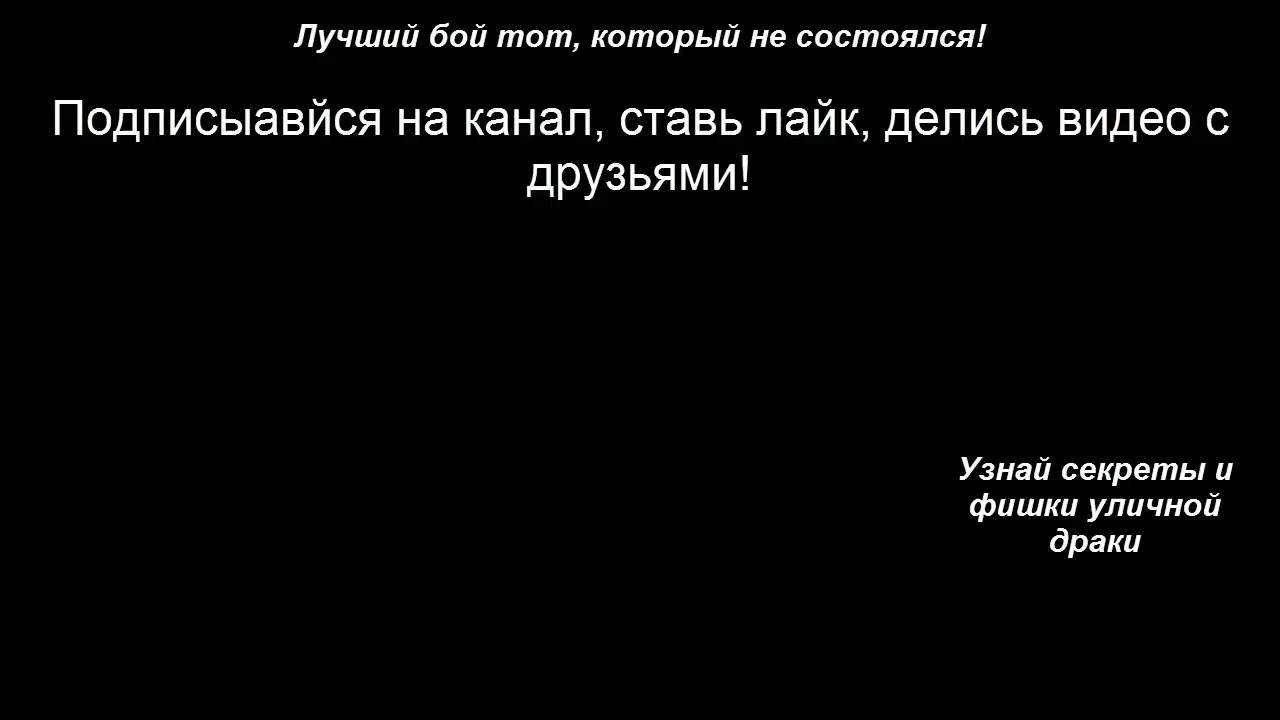 Лучший бой тот, который не состоялся!
Подписыавйся на канал, ставь лайк, делись видео с
друзьями!
Узнай секреты и
фишки уличной
драки